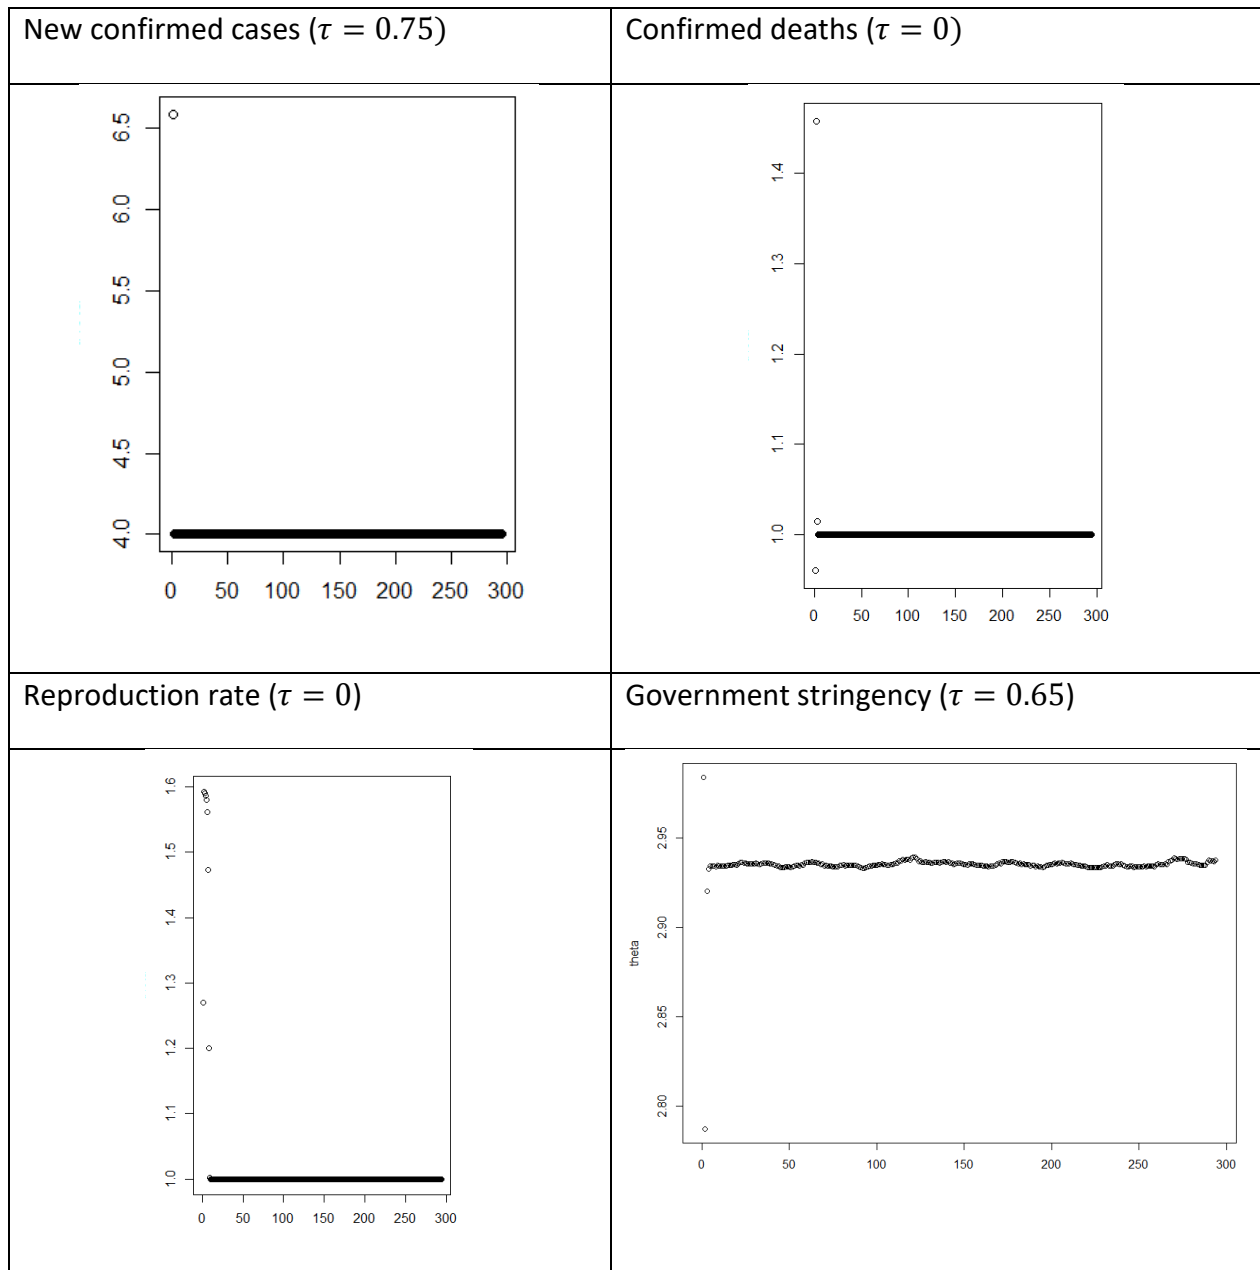 New confirmed cases (τ = 0.75)
Confirmed deaths (τ = 0)
6.5
6.0
5.5
5.0
4.5
4.0
0 50 100 150 200 250 300
1.4
1.3
1.2
1.1
1.0
0 50 100 150 200 250 300
Reproduction rate (τ = 0)
Government stringency (τ = 0.65)
1.6
1.5
1.4
1.3
1.2
1.1
1.0
0 50 100 150 200 250 300
theta
2.95
2.90
2.85
2.80
0 50 100 150 200 250 300